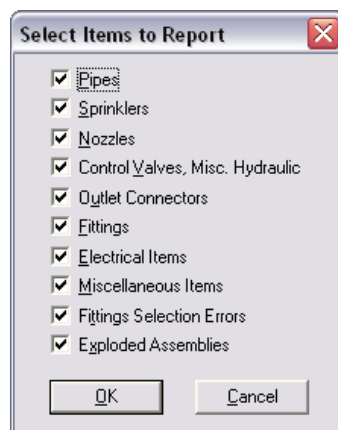 Select Items to Report
Pipes
Sprinklers
Nozzles
Control Valves, Misc. Hydraulic
Outlet Connectors
Fittings
Electrical Items
Miscellaneous Items
Fittings Selection Errors
Exploded Assemblies
OK Cancel